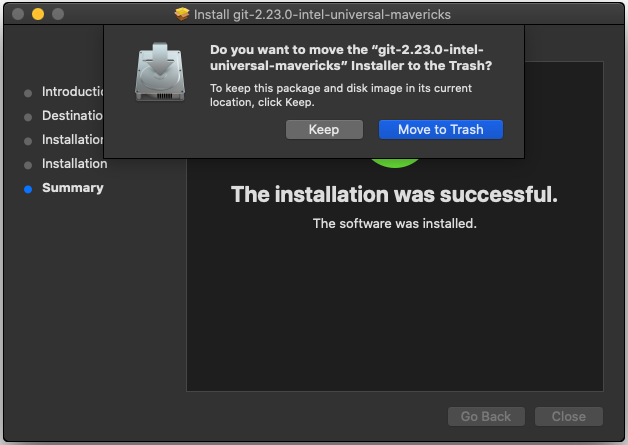 Install git-2.23.0-intel-universal-mavericks
Do you want to move the “git-2.23.0-intel-
universal-mavericks” Installer to the Trash?
To keep this package and disk image in its current
location, click Keep.
Keep
Move to Trash
Introductic
Destinatio
Installation
Installation
Summary
The installation was successful.
The software was installed.
Go Back
Close